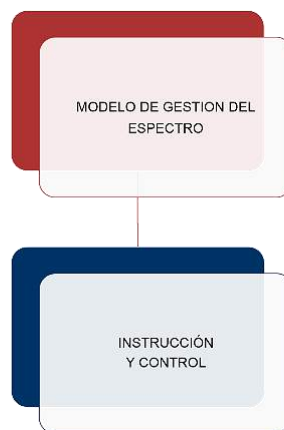 MODELO DE GESTION DEL
ESPECTRO
INSTRUCCIÓN
Y CONTROL